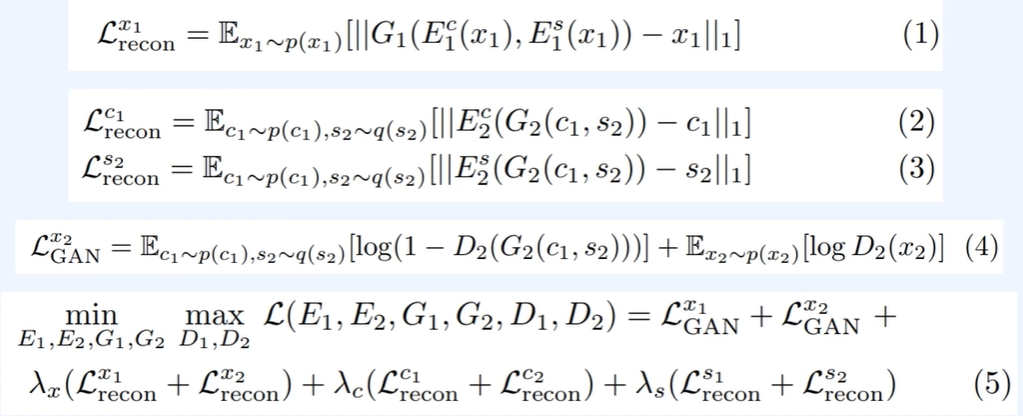 $\mathcal{L}_{\text{recon}}^{x_1} = \mathbb{E}_{x_1 \sim p(x_1)}[||G_1(E_1^c(x_1), E_1^s(x_1)) - x_1||_1]$ (1)
$\mathcal{L}_{\text{recon}}^{c_1} = \mathbb{E}_{c_1 \sim p(c_1), s_2 \sim q(s_2)}[||E_2^c(G_2(c_1, s_2)) - c_1||_1]$ (2)
$\mathcal{L}_{\text{recon}}^{s_2} = \mathbb{E}_{c_1 \sim p(c_1), s_2 \sim q(s_2)}[||E_2^s(G_2(c_1, s_2)) - s_2||_1]$ (3)
$\mathcal{L}_{\text{GAN}}^{x_2} = \mathbb{E}_{c_1 \sim p(c_1), s_2 \sim q(s_2)}[\log(1 - D_2(G_2(c_1, s_2)))] + \mathbb{E}_{x_2 \sim p(x_2)}[\log D_2(x_2)]$ (4)
$\min_{E_1, E_2, G_1, G_2} \max_{D_1, D_2} \mathcal{L}(E_1, E_2, G_1, G_2, D_1, D_2) = \mathcal{L}_{\text{GAN}}^{x_1} + \mathcal{L}_{\text{GAN}}^{x_2} +$
$\lambda_x(\mathcal{L}_{\text{recon}}^{x_1} + \mathcal{L}_{\text{recon}}^{x_2}) + \lambda_c(\mathcal{L}_{\text{recon}}^{c_1} + \mathcal{L}_{\text{recon}}^{c_2}) + \lambda_s(\mathcal{L}_{\text{recon}}^{s_1} + \mathcal{L}_{\text{recon}}^{s_2})$ (5)